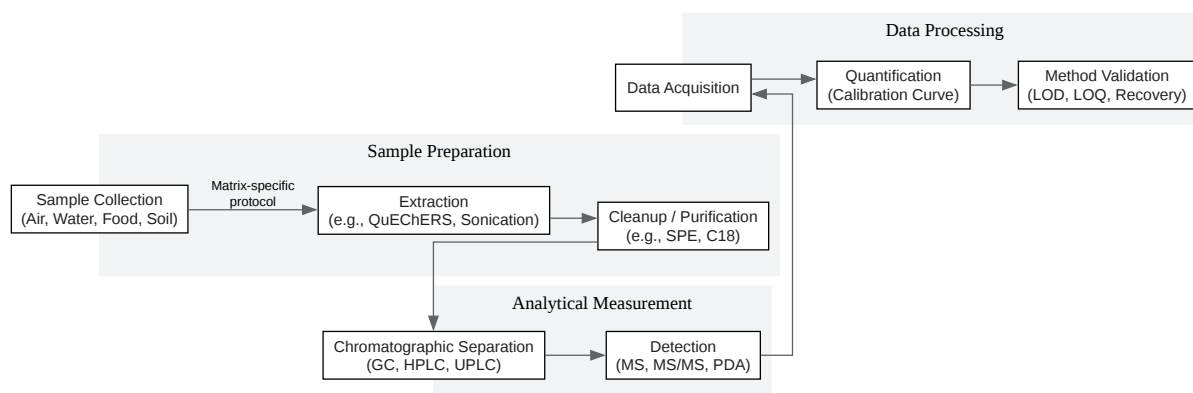 Data Processing
Data Acquisition
Quantification
(Calibration Curve)
Method Validation
(LOD, LOQ, Recovery)
Sample Preparation
Sample Collection
(Air, Water, Food, Soil)
Matrix-specific
protocol
Extraction
(e.g., QuEChERS, Sonication)
Cleanup / Purification
(e.g., SPE, C18)
Analytical Measurement
Chromatographic Separation
(GC, HPLC, UPLC)
Detection
(MS, MS/MS, PDA)